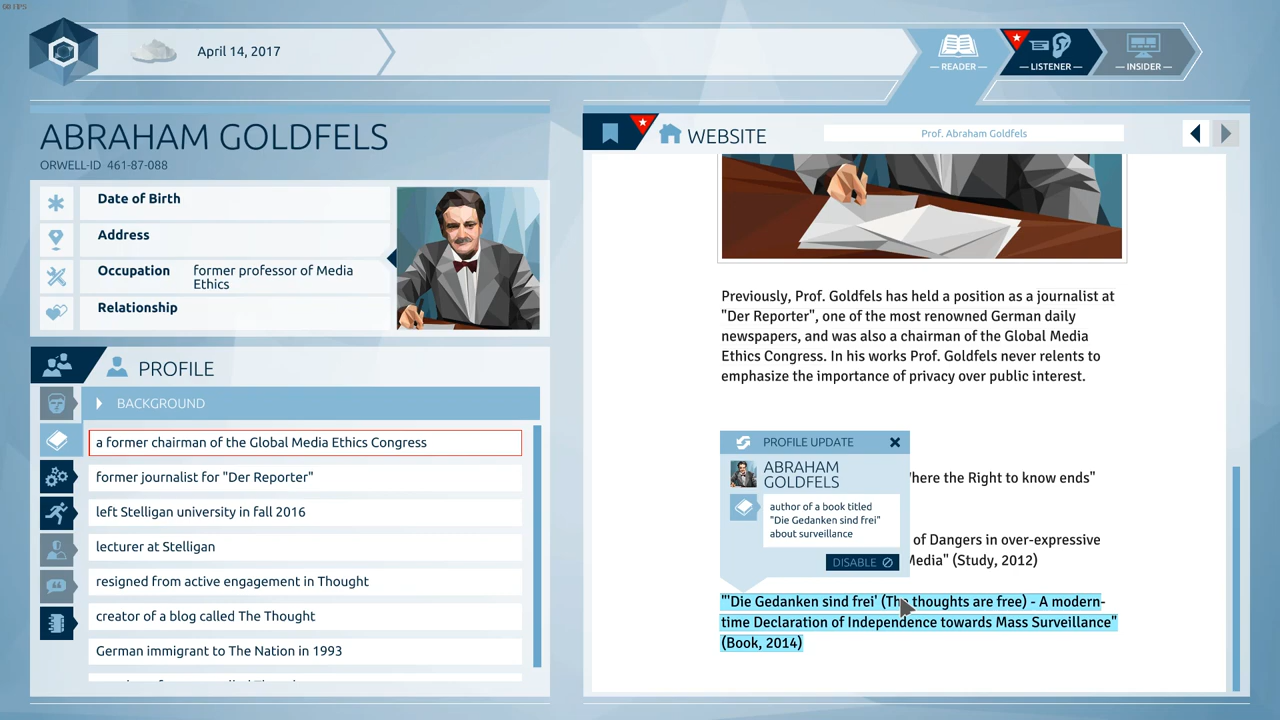 60 FPS
April 14 2017
READER
LISTENER
INSIDER
ABRAHAM GOLDFELS
ORWELL-ID 461-87-088
Date of Birth
Address
Occupation former professor of Media
Ethics
Relationship
PROFILE
BACKGROUND
a former chairman of the Global Media Ethics Congress
former journalist for "Der Reporter"
left Stelligan university in fall 2016
lecturer at Stelligan
resigned from active engagement in Thought
creator of a blog called The Thought
German immigrant to The Nation in 1993
WEBSITE
Prof. Abraham Goldfels
Previously, Prof. Goldfels has held a position as a journalist at
"Der Reporter", one of the most renowned German daily
newspapers, and was also a chairman of the Global Media
Ethics Congress. In his works Prof. Goldfels never relents to
emphasize the importance of privacy over public interest.
PROFILE UPDATE
ABRAHAM
GOLDFELS
author of a book titled
"Die Gedanken sind frei"
about surveillance
DISABLE
here the Right to know ends"
of Dangers in over-expressive
Media" (Study, 2012)
"'Die Gedanken sind frei' (The thoughts are free) - A modern-
time Declaration of Independence towards Mass Surveillance"
(Book, 2014)